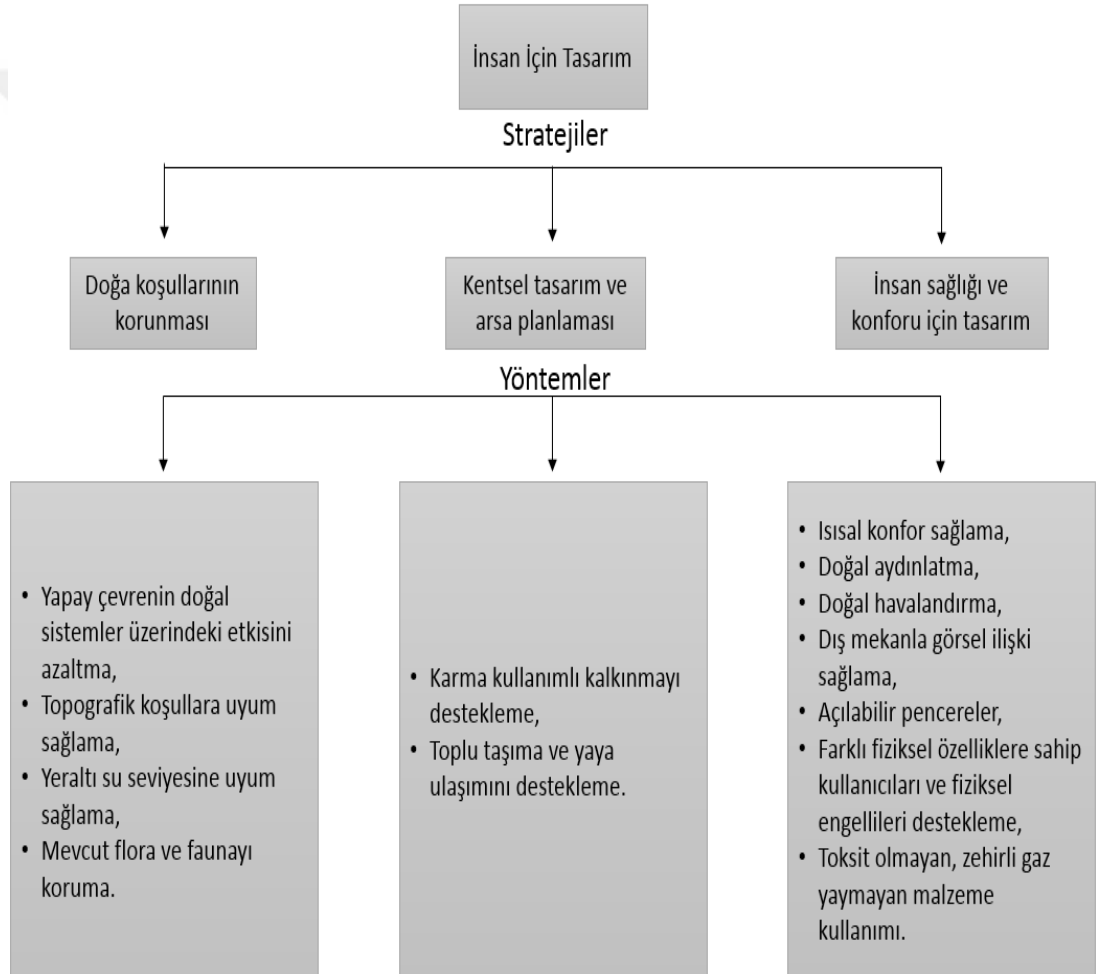 İnsan İçin Tasarım
Stratejiler
Doğa koşullarının
korunması
Kentsel tasarım ve
arsa planlaması
İnsan sağlığı ve
konforu için tasarım
Yöntemler
• Yapay çevrenin doğal
sistemler üzerindeki etkisini
azaltma,
• Topografik koşullara uyum
sağlama,
• Yeraltı su seviyesine uyum
sağlama,
• Mevcut flora ve faunayı
koruma.
• Karma kullanımlı kalkınmayı
destekleme,
• Toplu taşıma ve yaya
ulaşımını destekleme.
• Isısal konfor sağlama,
• Doğal aydınlatma,
• Doğal havalandırma,
• Dış mekanla görsel ilişki
sağlama,
• Açılabilir pencereler,
• Farklı fiziksel özelliklere sahip
kullanıcıları ve fiziksel
engellileri destekleme,
• Toksit olmayan, zehirli gaz
yaymayan malzeme
kullanımı.